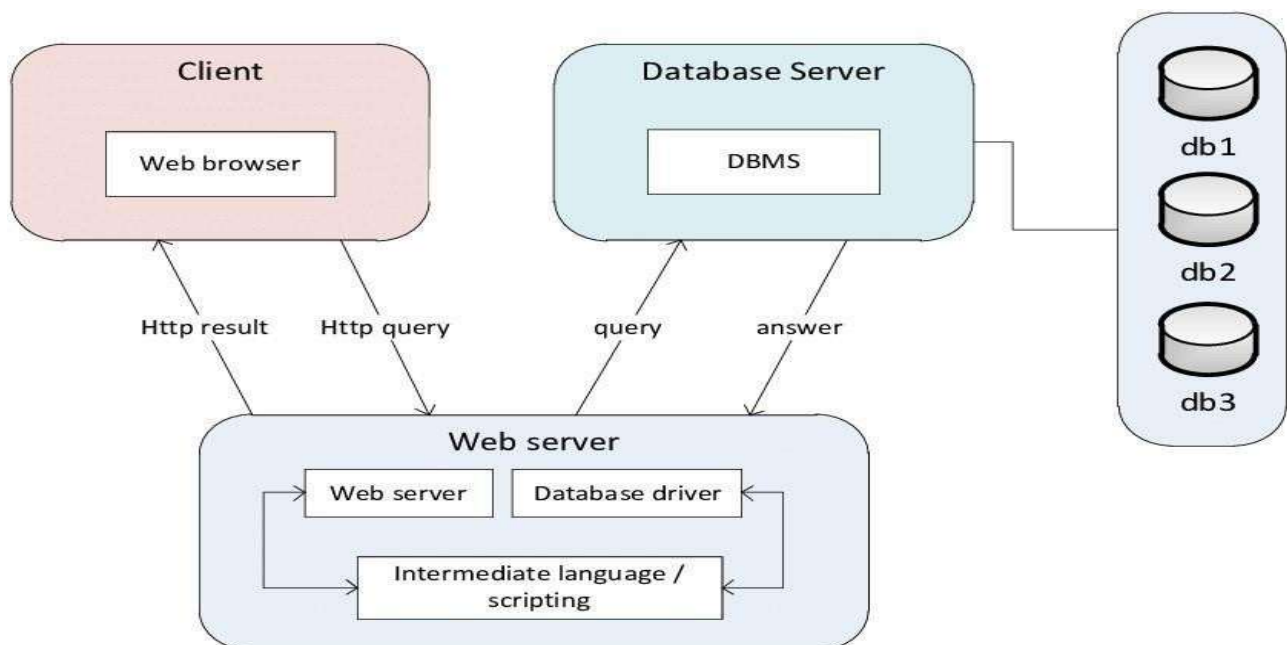 Client
Web browser
Database Server
DBMS
db1
db2
db3
Http result
Http query
query
answer
Web server
Web server
Database driver
Intermediate language /
scripting